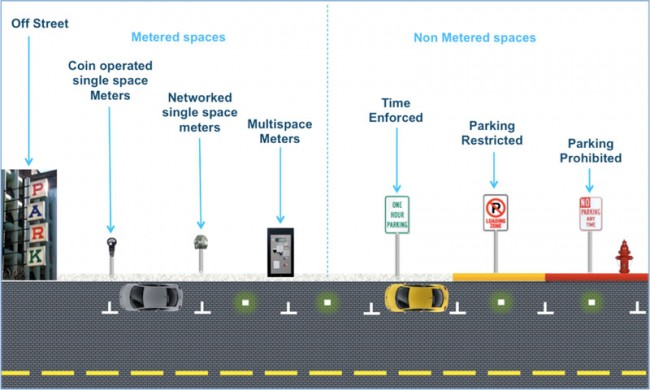 Off Street
Metered spaces
Non Metered spaces
Coin operated
single space
Meters
Networked
single space
meters
Multispace
Meters
Time
Enforced
Parking
Restricted
Parking
Prohibited
PARK
ONE
HOUR
PARKING
P
LOADING
ZONE
NO
PARKING
ANY
TIME